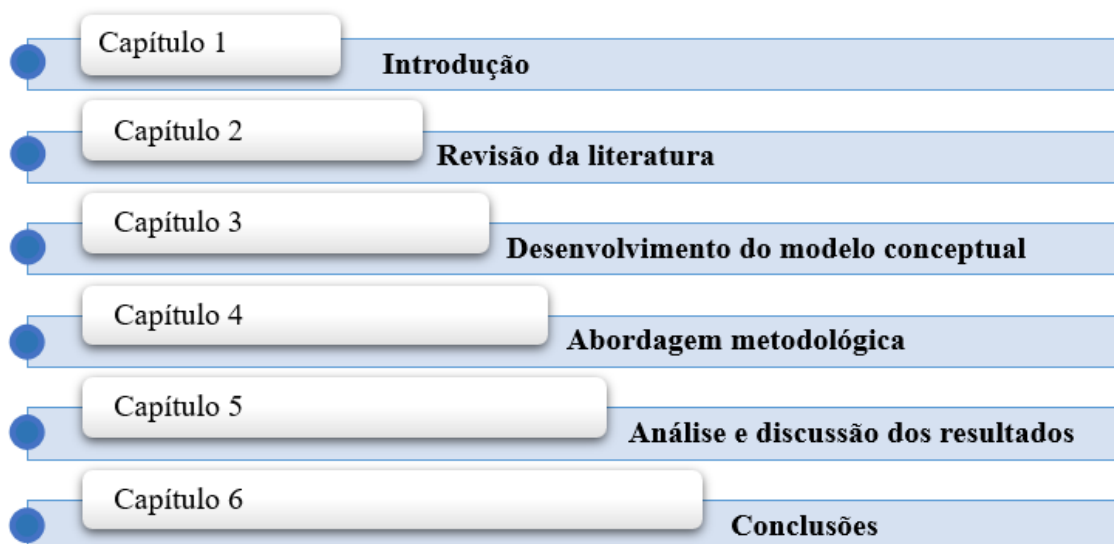 Capítulo 1
Introdução
Capítulo 2
Revisão da literatura
Capítulo 3
Desenvolvimento do modelo conceptual
Capítulo 4
Abordagem metodológica
Capítulo 5
Análise e discussão dos resultados
Capítulo 6
Conclusões